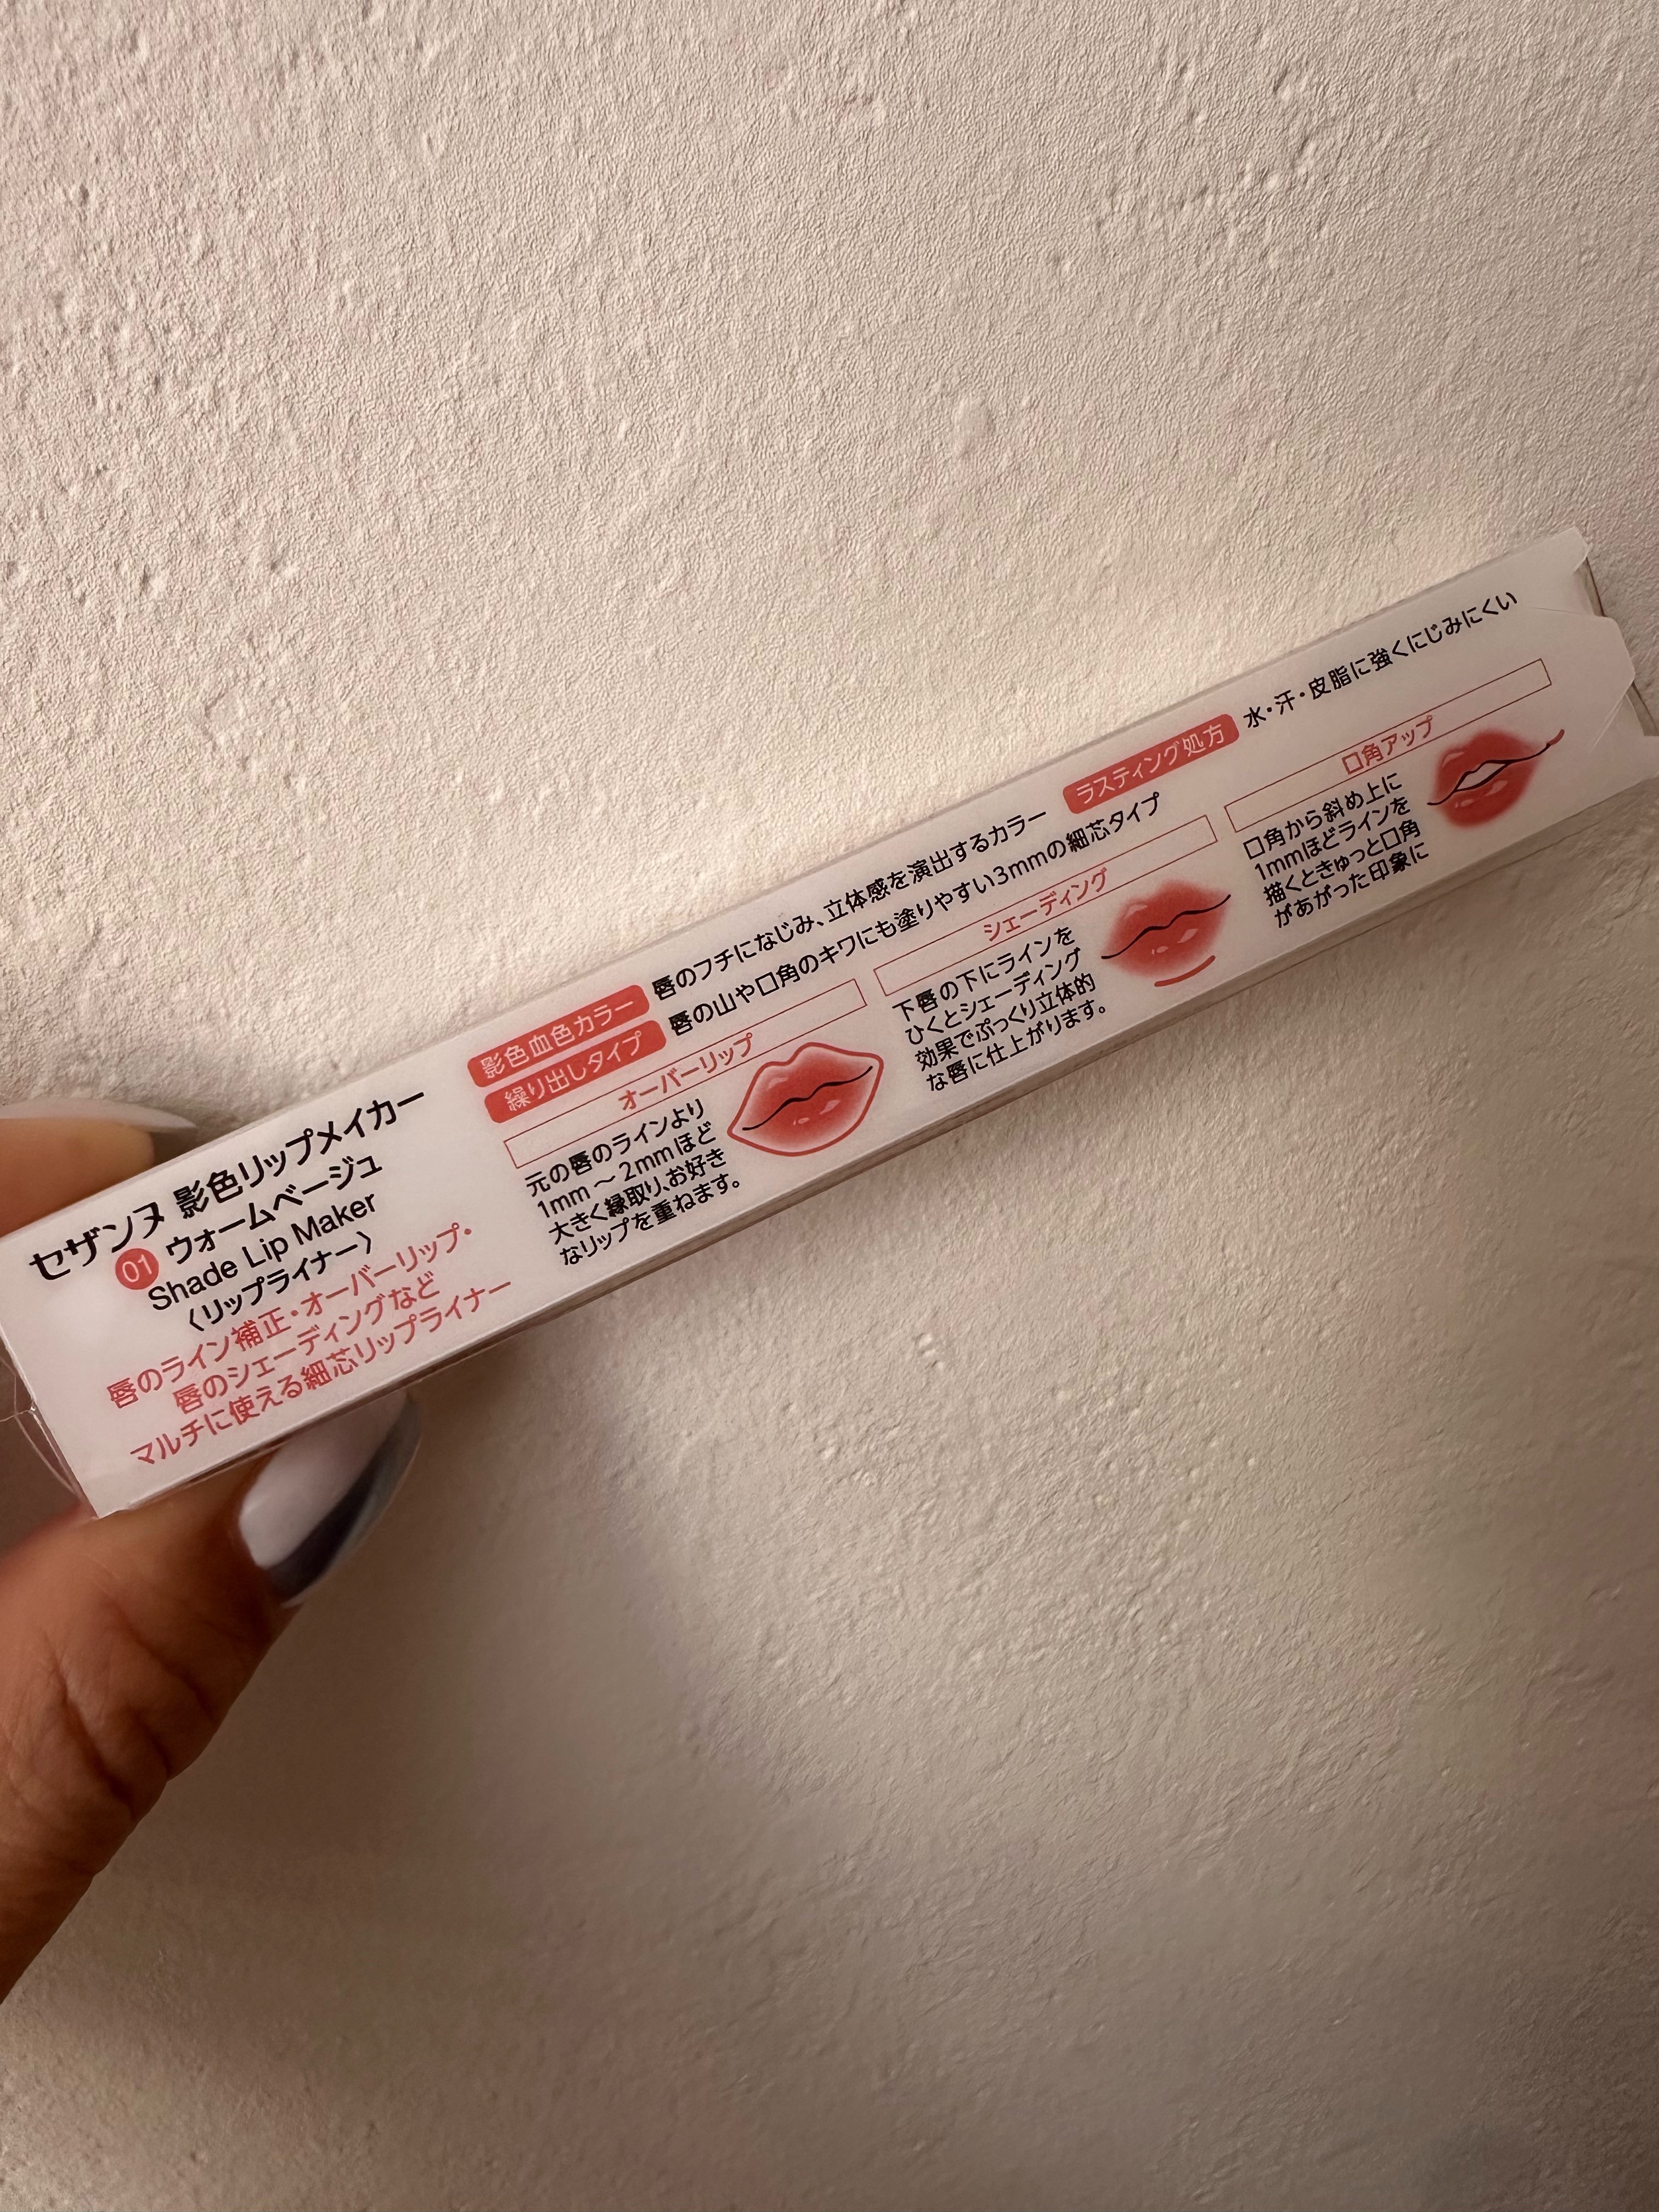 セザンヌ 影色リップメイカー
01 ウォームベージュ
Shade Lip Maker
〈リップライナー〉
唇のライン補正・オーバーリップ・
唇のシェーディングなど
マルチに使える細芯リップライナー
影色血色カラー 唇のフチになじみ、立体感を演出するカラー ラスティング処方 水・汗・皮脂に強くにじみにくい
繰り出しタイプ 唇の山や口角のキワにも塗りやすい3mmの細芯タイプ
オーバーリップ
元の唇のラインより
1mm～2mmほど
大きく縁取り、お好き
なリップを重ねます。
シェーディング
下唇の下にラインを
ひくとシェーディング
効果でぷっくり立体的
な唇に仕上がります。
口角アップ
口角から斜め上に
1mmほどラインを
描くときゅっと口角
があがった印象に